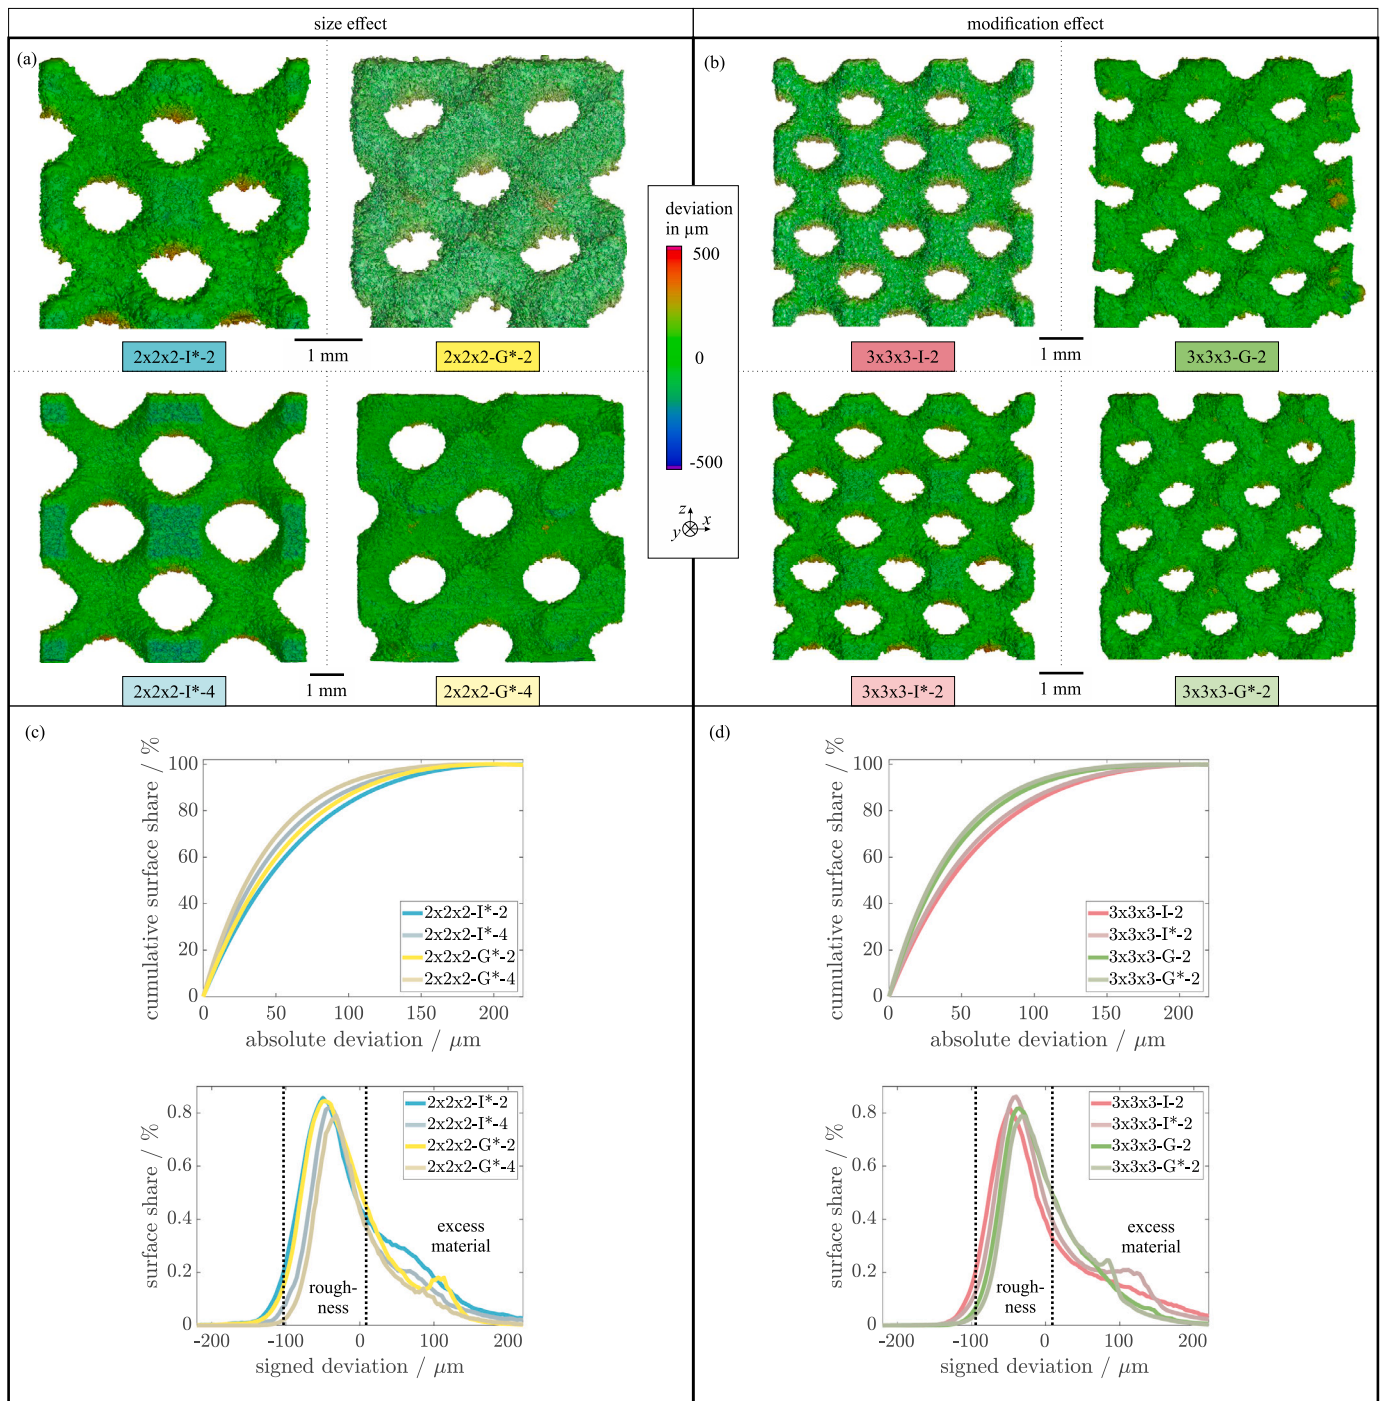 size effect
modification effect
(a)
(b)
deviation
in µm
500
0
-500
z
y
x
2x2x2-I*-2
1 mm
2x2x2-G*-2
3x3x3-I-2
1 mm
3x3x3-G-2
2x2x2-I*-4
1 mm
2x2x2-G*-4
3x3x3-I*-2
1 mm
3x3x3-G*-2
(c)
cumulative surface share / %
100
80
60
40
20
0
2x2x2-I*-2
2x2x2-I*-4
2x2x2-G*-2
2x2x2-G*-4
0 50 100 150 200
absolute deviation / µm
surface share / %
0.8
0.6
0.4
0.2
0
2x2x2-I*-2
2x2x2-I*-4
2x2x2-G*-2
2x2x2-G*-4
excess
material
rough-
ness
-200 -100 0 100 200
signed deviation / µm
(d)
cumulative surface share / %
100
80
60
40
20
0
3x3x3-I-2
3x3x3-I*-2
3x3x3-G-2
3x3x3-G*-2
0 50 100 150 200
absolute deviation / µm
surface share / %
0.8
0.6
0.4
0.2
0
3x3x3-I-2
3x3x3-I*-2
3x3x3-G-2
3x3x3-G*-2
excess
material
rough-
ness
-200 -100 0 100 200
signed deviation / µm